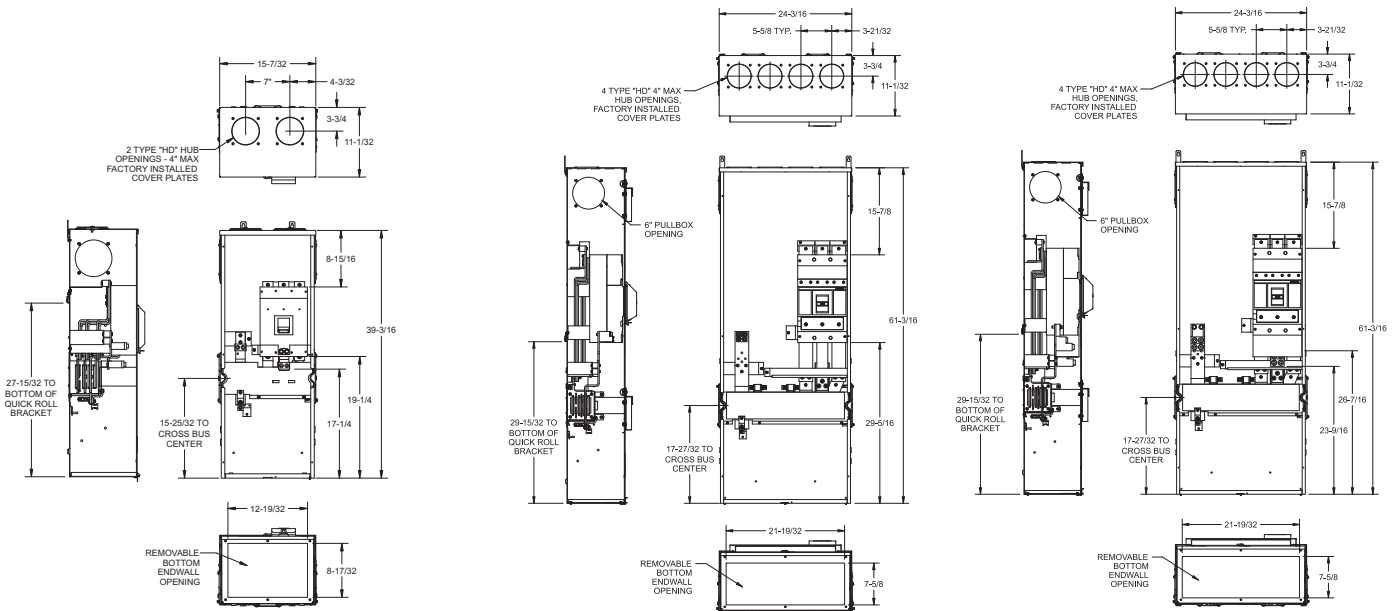 15-7/32
7"
4-3/32
3-3/4
11-1/32
2 TYPE "HD" HUB
OPENINGS - 4" MAX
FACTORY INSTALLED
COVER PLATES
8-15/16
39-3/16
27-15/32 TO
BOTTOM OF
QUICK ROLL
BRACKET
15-25/32 TO
CROSS BUS
CENTER
19-1/4
17-1/4
12-19/32
REMOVABLE
BOTTOM
ENDWALL
OPENING
8-17/32
24-3/16
5-5/8 TYP.
3-21/32
3-3/4
11-1/32
4 TYPE "HD" 4" MAX
HUB OPENINGS,
FACTORY INSTALLED
COVER PLATES
6" PULLBOX
OPENING
15-7/8
61-3/16
29-15/32 TO
BOTTOM OF
QUICK ROLL
BRACKET
17-27/32 TO
CROSS BUS
CENTER
29-5/16
21-19/32
REMOVABLE
BOTTOM
ENDWALL
OPENING
7-5/8
24-3/16
5-5/8 TYP.
3-21/32
3-3/4
11-1/32
4 TYPE "HD" 4" MAX
HUB OPENINGS,
FACTORY INSTALLED
COVER PLATES
6" PULLBOX
OPENING
15-7/8
61-3/16
29-15/32 TO
BOTTOM OF
QUICK ROLL
BRACKET
17-27/32 TO
CROSS BUS
CENTER
26-7/16
23-9/16
21-19/32
REMOVABLE
BOTTOM
ENDWALL
OPENING
7-5/8